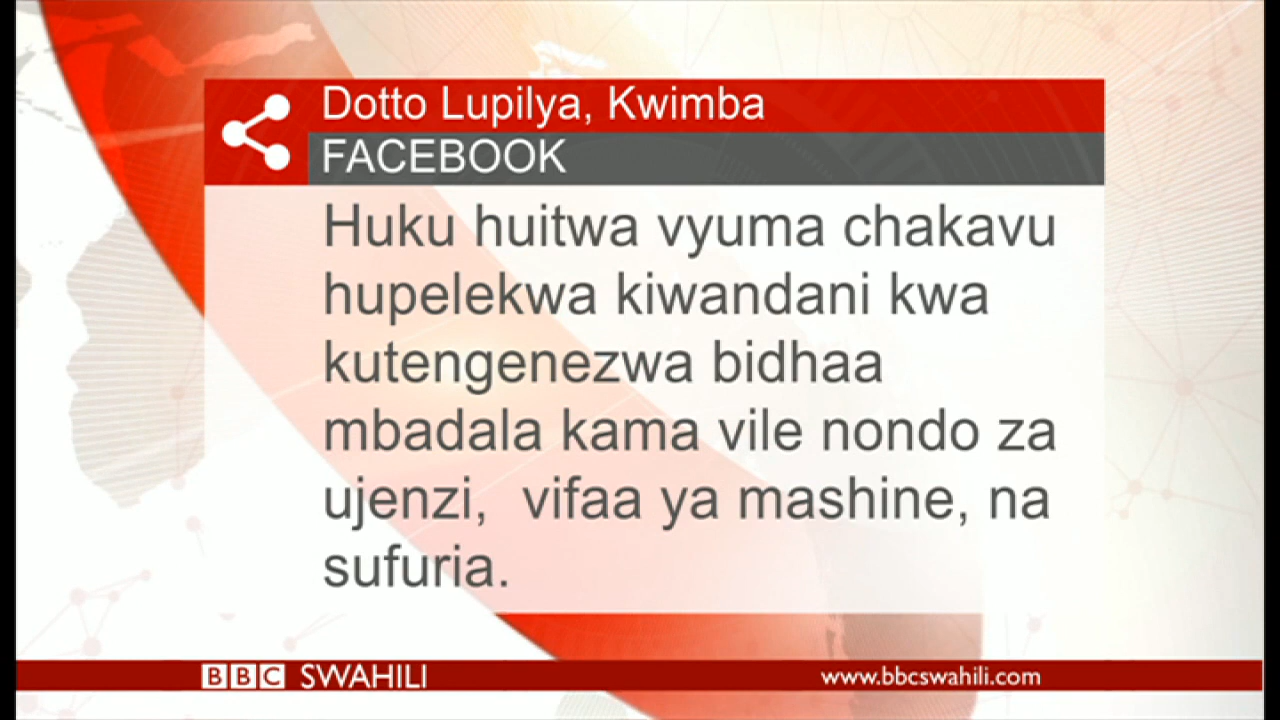 Dotto Lupilya, Kwimba
FACEBOOK
Huku huitwa vyuma chakavu
hupelekwa kiwandani kwa
kutengenezwa bidhaa
mbadala kama vile nondo za
ujenzi, vifaa ya mashine, na
sufuria.
BBC SWAHILI
www.bbcswahili.com